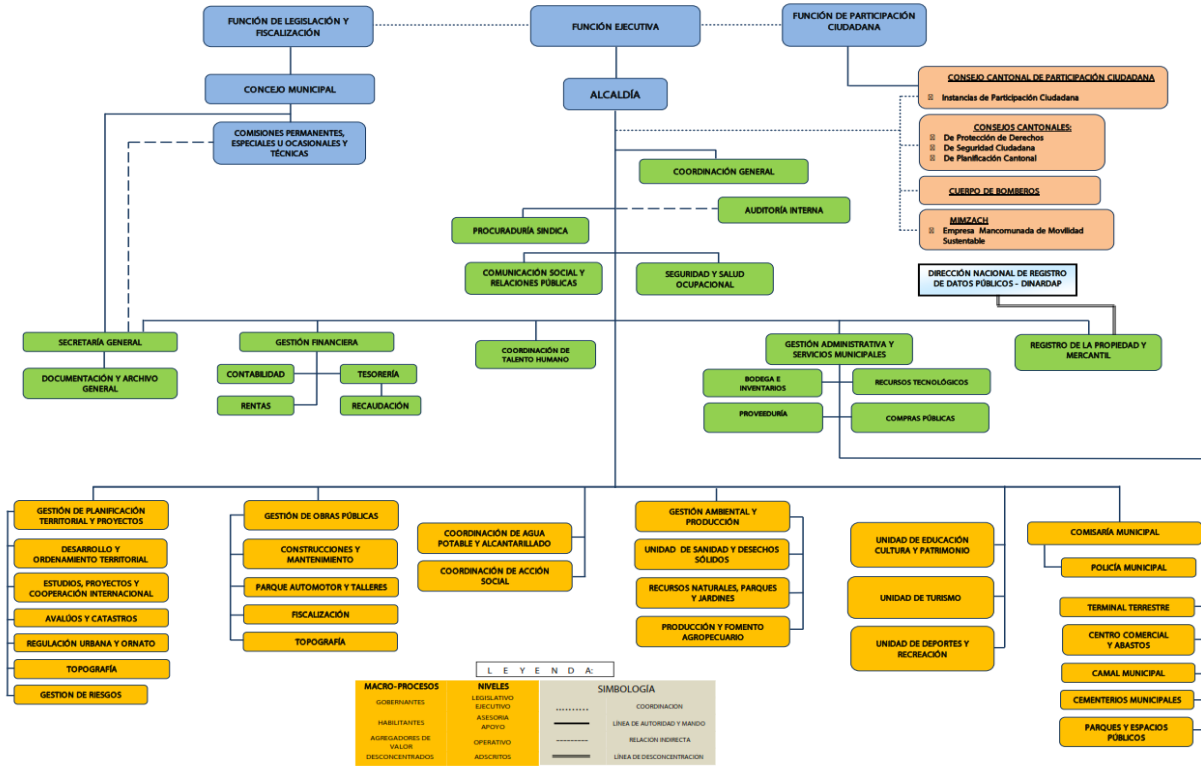 FUNCIÓN DE LEGISLACIÓN Y
FISCALIZACIÓN
FUNCIÓN EJECUTIVA
FUNCIÓN DE PARTICIPACIÓN
CIUDADANA
CONCEJO MUNICIPAL
ALCALDÍA
CONSEJO CANTONAL DE PARTICIPACIÓN CIUDADANA
Instancias de Participación Ciudadana
COMISIONES PERMANENTES,
ESPECIALES U OCASIONALES Y
TÉCNICAS
CONSEJOS CANTONALES:
De Protección de Derechos
De Seguridad Ciudadana
De Planificación Cantonal
COORDINACIÓN GENERAL
CUERPO DE BOMBEROS
AUDITORÍA INTERNA
PROCURADURÍA SINDICA
MIMZACH
Empresa Mancomunada de Movilidad
Sustentable
COMUNICACIÓN SOCIAL Y
RELACIONES PÚBLICAS
SEGURIDAD Y SALUD
OCUPACIONAL
DIRECCIÓN NACIONAL DE REGISTRO
DE DATOS PÚBLICOS - DINARDAP
SECRETARÍA GENERAL
GESTIÓN FINANCIERA
COORDINACIÓN DE
TALENTO HUMANO
GESTIÓN ADMINISTRATIVA Y
SERVICIOS MUNICIPALES
REGISTRO DE LA PROPIEDAD Y
MERCANTIL
DOCUMENTACIÓN Y ARCHIVO
GENERAL
CONTABILIDAD
TESORERÍA
RENTAS
RECAUDACIÓN
BODEGA E
INVENTARIOS
RECURSOS TECNOLÓGICOS
PROVEEDURÍA
COMPRAS PÚBLICAS
GESTIÓN DE PLANIFICACIÓN
TERRITORIAL Y PROYECTOS
DESARROLLO Y
ORDENAMIENTO TERRITORIAL
ESTUDIOS, PROYECTOS Y
COOPERACIÓN INTERNACIONAL
AVALÚOS Y CATASTROS
REGULACIÓN URBANA Y ORNATO
TOPOGRAFÍA
GESTION DE RIESGOS
GESTIÓN DE OBRAS PÚBLICAS
CONSTRUCCIONES Y
MANTENIMIENTO
PARQUE AUTOMOTOR Y TALLERES
FISCALIZACIÓN
TOPOGRAFÍA
COORDINACIÓN DE AGUA
POTABLE Y ALCANTARILLADO
COORDINACIÓN DE ACCIÓN
SOCIAL
GESTIÓN AMBIENTAL Y
PRODUCCIÓN
UNIDAD DE SANIDAD Y DESECHOS
SÓLIDOS
RECURSOS NATURALES, PARQUES
Y JARDINES
PRODUCCIÓN Y FOMENTO
AGROPECUARIO
UNIDAD DE EDUCACIÓN
CULTURA Y PATRIMONIO
UNIDAD DE TURISMO
UNIDAD DE DEPORTES Y
RECREACIÓN
COMISARÍA MUNICIPAL
POLICÍA MUNICIPAL
TERMINAL TERRESTRE
CENTRO COMERCIAL
Y ABASTOS
CAMAL MUNICIPAL
CEMENTERIOS MUNICIPALES
PARQUES Y ESPACIOS
PÚBLICOS
L E Y E N D A:
MACRO-PROCESOS
NIVELES
SIMBOLOGÍA
GOBERNANTES
LEGISLATIVO
EJECUTIVO
COORDINACION
HABILITANTES
ASESORIA
APOYO
LÍNEA DE AUTORIDAD Y MANDO
AGREGADORES DE
VALOR
OPERATIVO
RELACION INDIRECTA
DESCONCENTRADOS
ADSCRITOS
LÍNEA DE DESCONCENTRACION